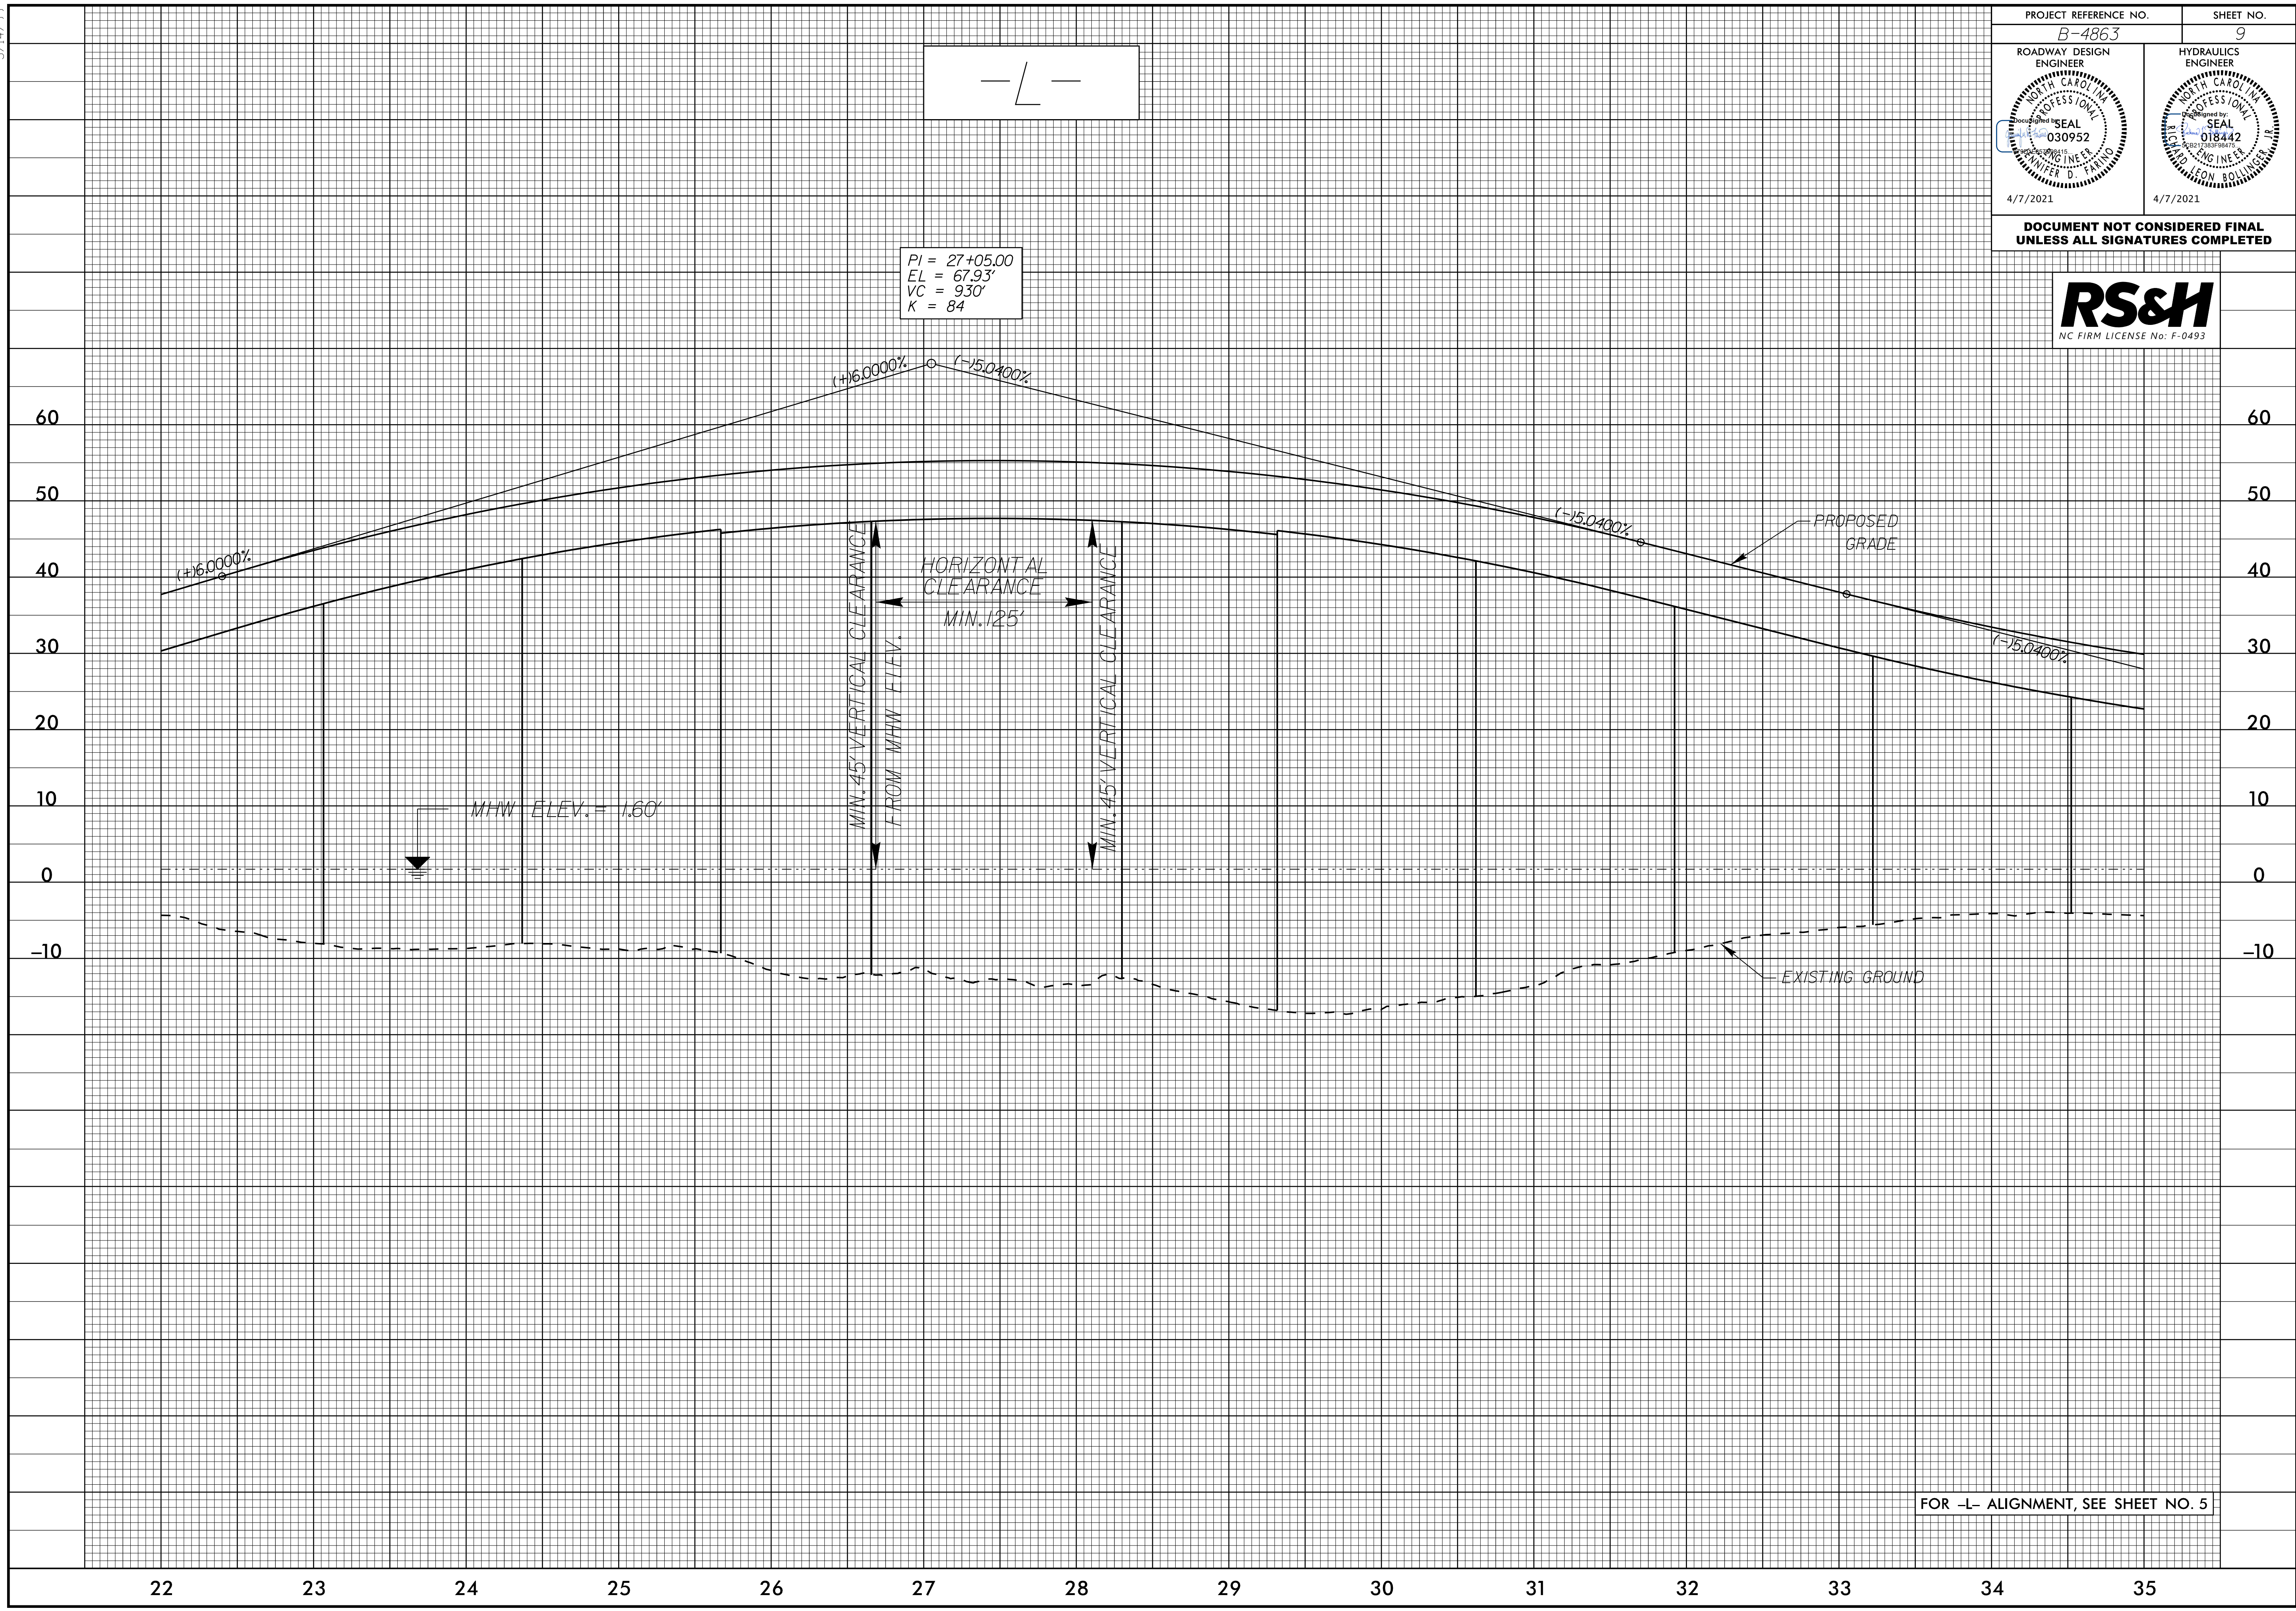 PROJECT REFERENCE NO.
SHEET NO.
B-4863
9
ROADWAY DESIGN
ENGINEER
HYDRAULICS
ENGINEER
NORTH CAROLINA
PROFESSIONAL
DocuSigned by:
SEAL
030952
ENGINEER
JENNIFER D. FARINO
4/7/2021
NORTH CAROLINA
PROFESSIONAL
DocuSigned by:
SEAL
018442
ENGINEER
RICHARD LEON BOLLINGER JR
4/7/2021
DOCUMENT NOT CONSIDERED FINAL
UNLESS ALL SIGNATURES COMPLETED
RS&H
NC FIRM LICENSE No: F-0493
-L-
PI = 27+05.00
EL = 67.93'
VC = 930'
K = 84
(+)6.0000%
(-)5.0400%
60
60
50
50
(-)5.0400%
PROPOSED
GRADE
(+)6.0000%
40
40
HORIZONTAL
CLEARANCE
MIN. 125'
MIN. 45' VERTICAL CLEARANCE
FROM MHW ELEV.
MIN. 45' VERTICAL CLEARANCE
30
30
(-)5.0400%
20
20
10
10
MHW ELEV. = 1.60'
0
0
-10
-10
EXISTING GROUND
FOR -L- ALIGNMENT, SEE SHEET NO. 5
22 23 24 25 26 27 28 29 30 31 32 33 34 35